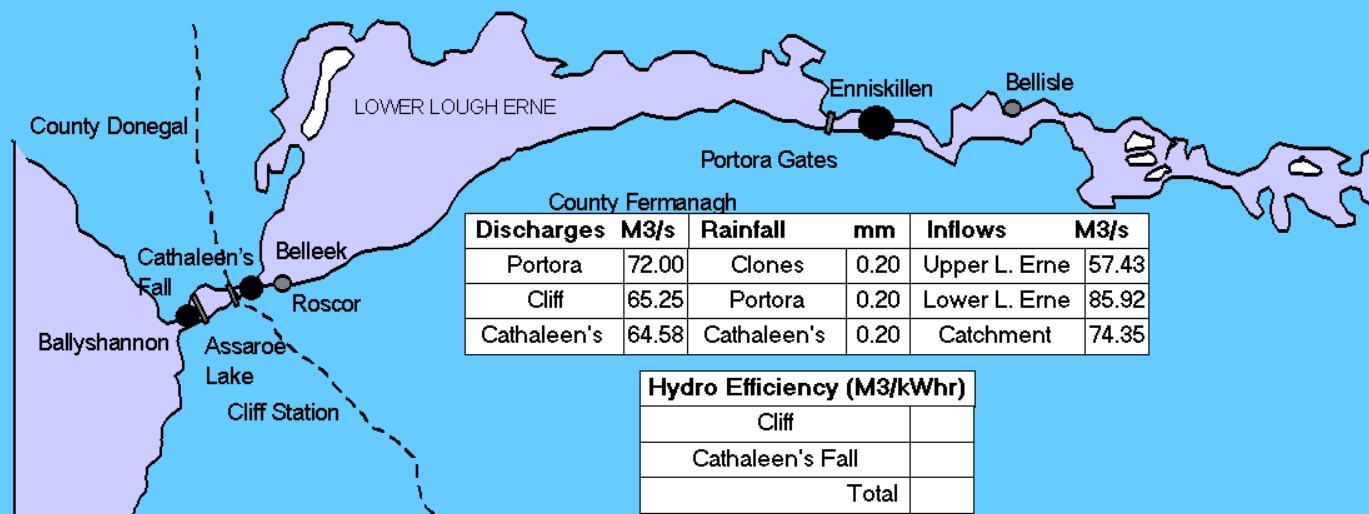 Enniskillen
Bellisle
LOWER LOUGH ERNE
County Donegal
Portora Gates
County Fermanagh
Cathaleen's
Fall
Belleek
Roscor
Ballyshannon
Assaroe
Lake
Cliff Station
Discharges M3/s Rainfall mm Inflows M3/s
Portora 72.00 Clones 0.20 Upper L. Erne 57.43
Cliff 65.25 Portora 0.20 Lower L. Erne 85.92
Cathaleen's 64.58 Cathaleen's 0.20 Catchment 74.35
Hydro Efficiency (M3/kWhr)
Cliff
Cathaleen's Fall
Total